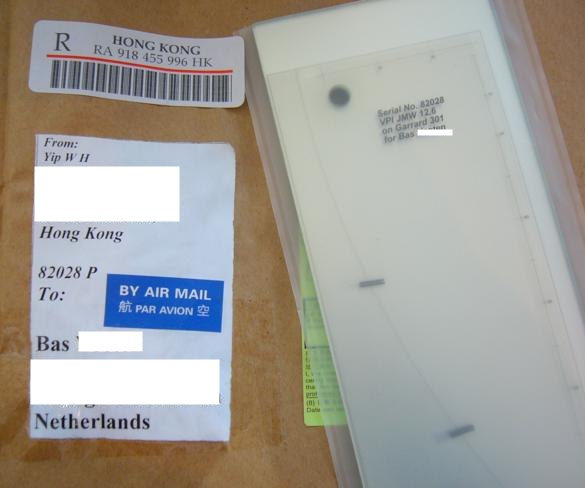 R
HONG KONG
RA 918 455 996 HK
From:
Yip W H
Hong Kong
82028 P
To:
BY AIR MAIL
航 PAR AVION 空
Bas
Netherlands
Serial No. 82028
VPI JMW 12.6
on Garrard 301
for Bas